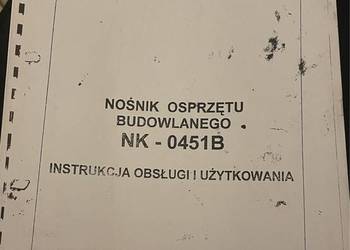 NOŚNIK OSPRZĘTU
BUDOWLANEGO
NK - 0451B
INSTRUKCJA OBSŁUGI I UŻYTKOWANIA